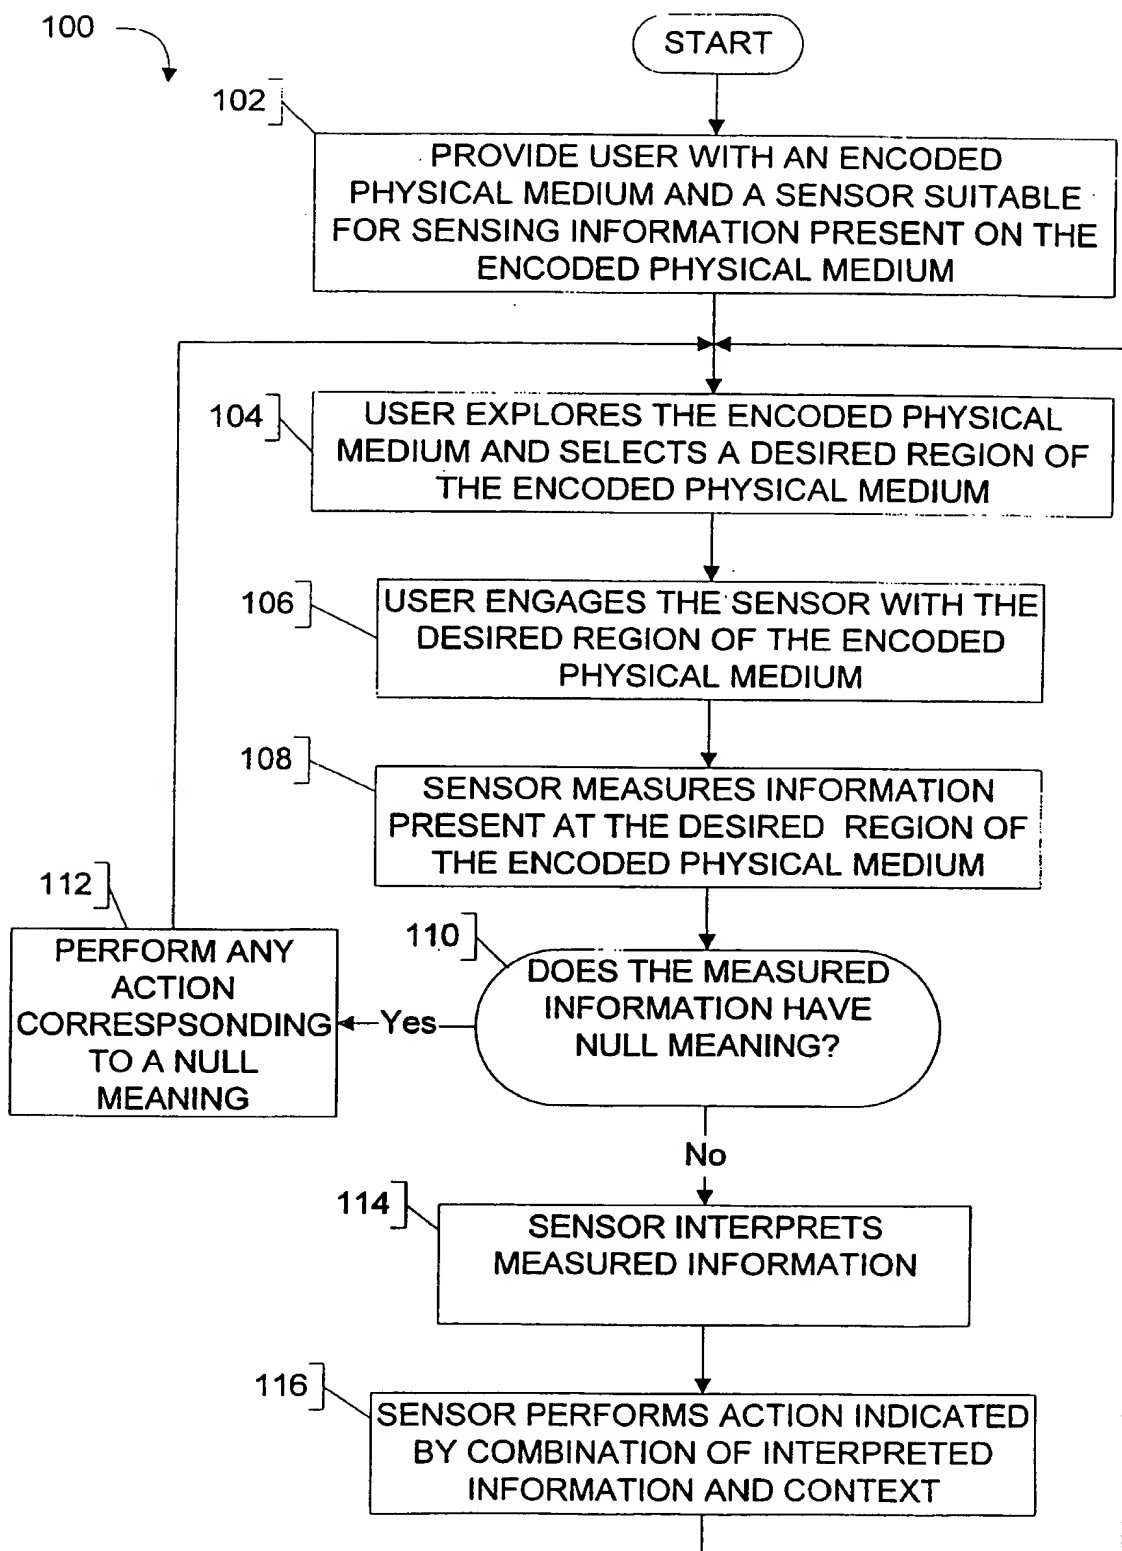 100
START
102
PROVIDE USER WITH AN ENCODED
PHYSICAL MEDIUM AND A SENSOR SUITABLE
FOR SENSING INFORMATION PRESENT ON THE
ENCODED PHYSICAL MEDIUM
104
USER EXPLORES THE ENCODED PHYSICAL
MEDIUM AND SELECTS A DESIRED REGION OF
THE ENCODED PHYSICAL MEDIUM
106
USER ENGAGES THE SENSOR WITH THE
DESIRED REGION OF THE ENCODED
PHYSICAL MEDIUM
108
SENSOR MEASURES INFORMATION
PRESENT AT THE DESIRED REGION OF
THE ENCODED PHYSICAL MEDIUM
110
DOES THE MEASURED
INFORMATION HAVE
NULL MEANING?
Yes
112
PERFORM ANY
ACTION
CORRESPSONDING
TO A NULL
MEANING
No
114
SENSOR INTERPRETS
MEASURED INFORMATION
116
SENSOR PERFORMS ACTION INDICATED
BY COMBINATION OF INTERPRETED
INFORMATION AND CONTEXT